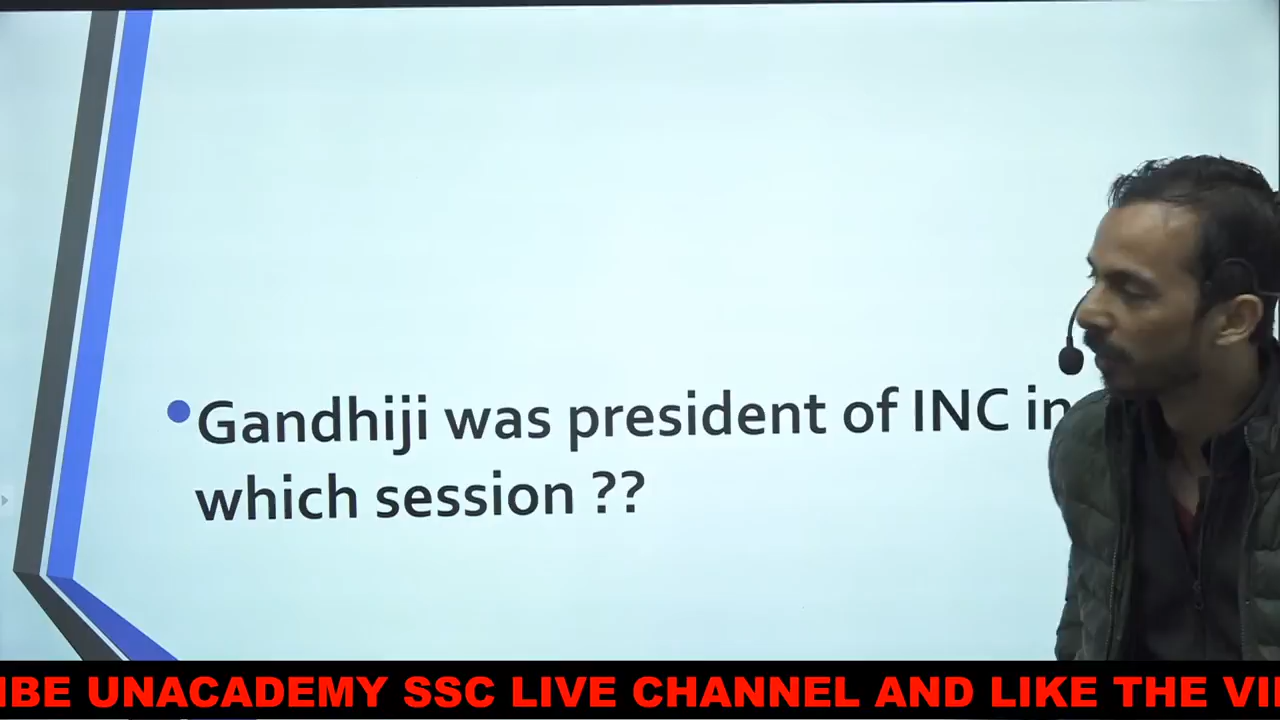 Gandhiji was president of INC in
which session ??
UNACADEMY SSC LIVE CHANNEL AND LIKE THE